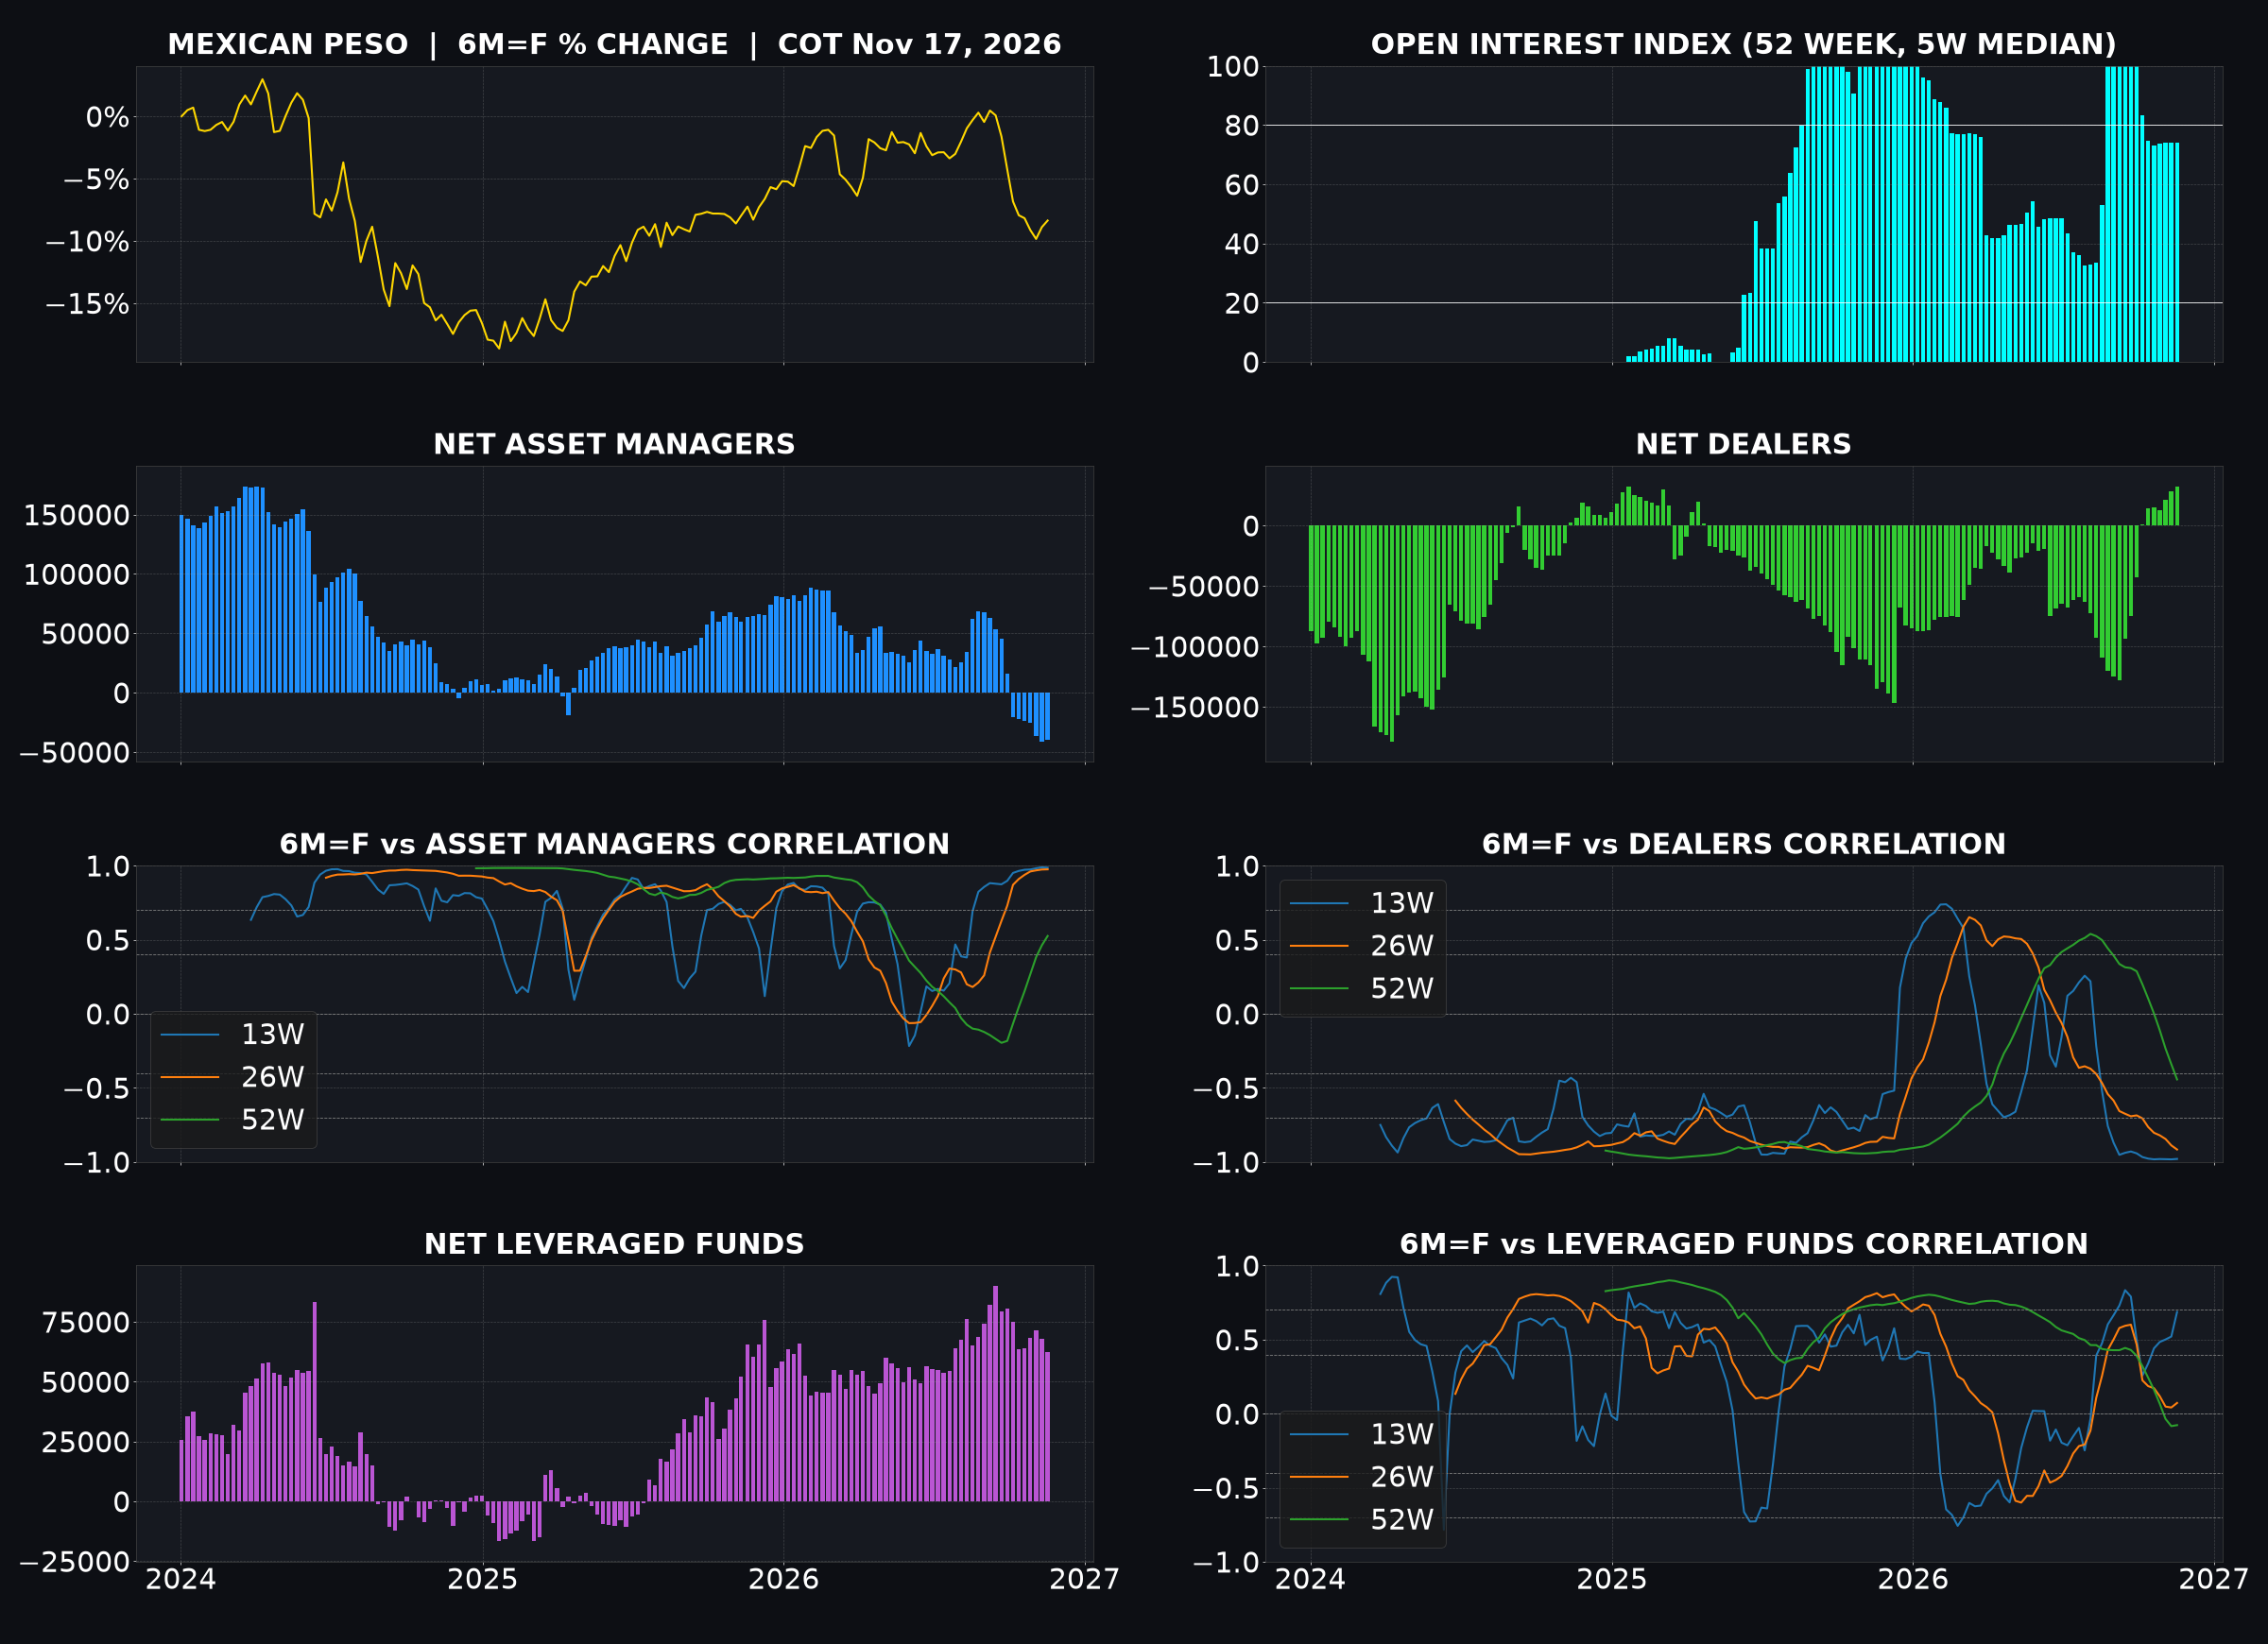 MEXICAN PESO | 6M=F % CHANGE | COT Nov 17, 2026
0%
−5%
−10%
−15%
OPEN INTEREST INDEX (52 WEEK, 5W MEDIAN)
100
80
60
40
20
0
NET ASSET MANAGERS
150000
100000
50000
0
−50000
NET DEALERS
0
−50000
−100000
−150000
6M=F vs ASSET MANAGERS CORRELATION
1.0
0.5
0.0
−0.5
−1.0
13W
26W
52W
6M=F vs DEALERS CORRELATION
1.0
0.5
0.0
−0.5
−1.0
13W
26W
52W
NET LEVERAGED FUNDS
75000
50000
25000
0
−25000
2024
2025
2026
2027
6M=F vs LEVERAGED FUNDS CORRELATION
1.0
0.5
0.0
−0.5
−1.0
13W
26W
52W
2024
2025
2026
2027